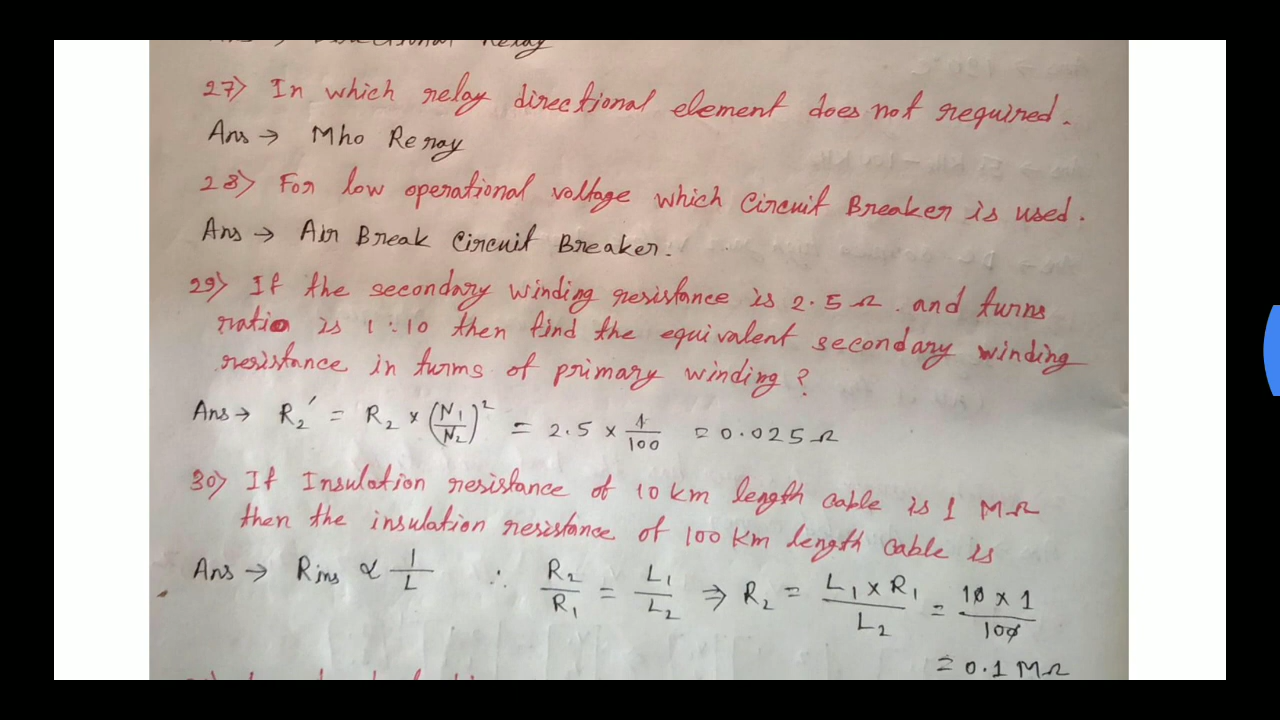 27) In which relay directional element does not required.
Ans → Mho Reray
28) For low operational voltage which Circuit Breaker is used.
Ans → Air Break Circuit Breaker.
29) If the secondary winding resistance is 2.5 Ω. and turns
ratio is 1:10 then find the equivalent secondary winding
resistance in turms of primary winding?
Ans → R₂′ = R₂ × (N₁/N₂)² = 2.5 × 1/100 = 0.025 Ω
30) If Insulation resistance of 10 km length cable is 1 MΩ
then the insulation resistance of 100 Km length cable is
Ans → Rins ∝ 1/L ∴ R₂/R₁ = L₁/L₂ ⇒ R₂ = L₁ × R₁/L₂ = 10 × 1/100
= 0.1 MΩ